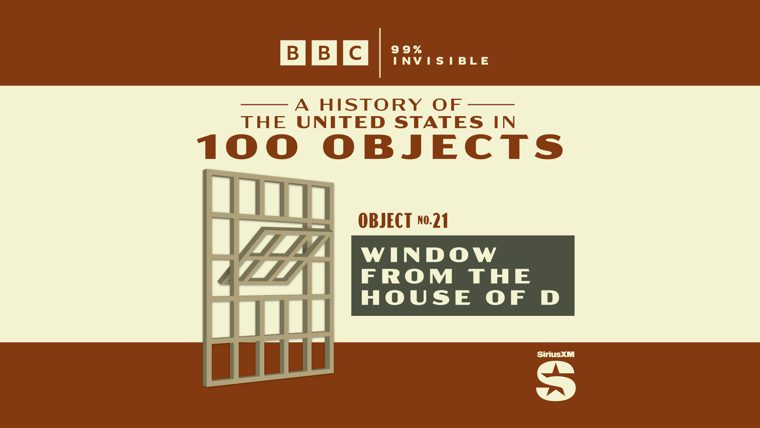 BBC
99%
INVISIBLE
A HISTORY OF
THE UNITED STATES IN
100 OBJECTS
OBJECT NO.21
WINDOW
FROM THE
HOUSE OF D
SiriusXM
S